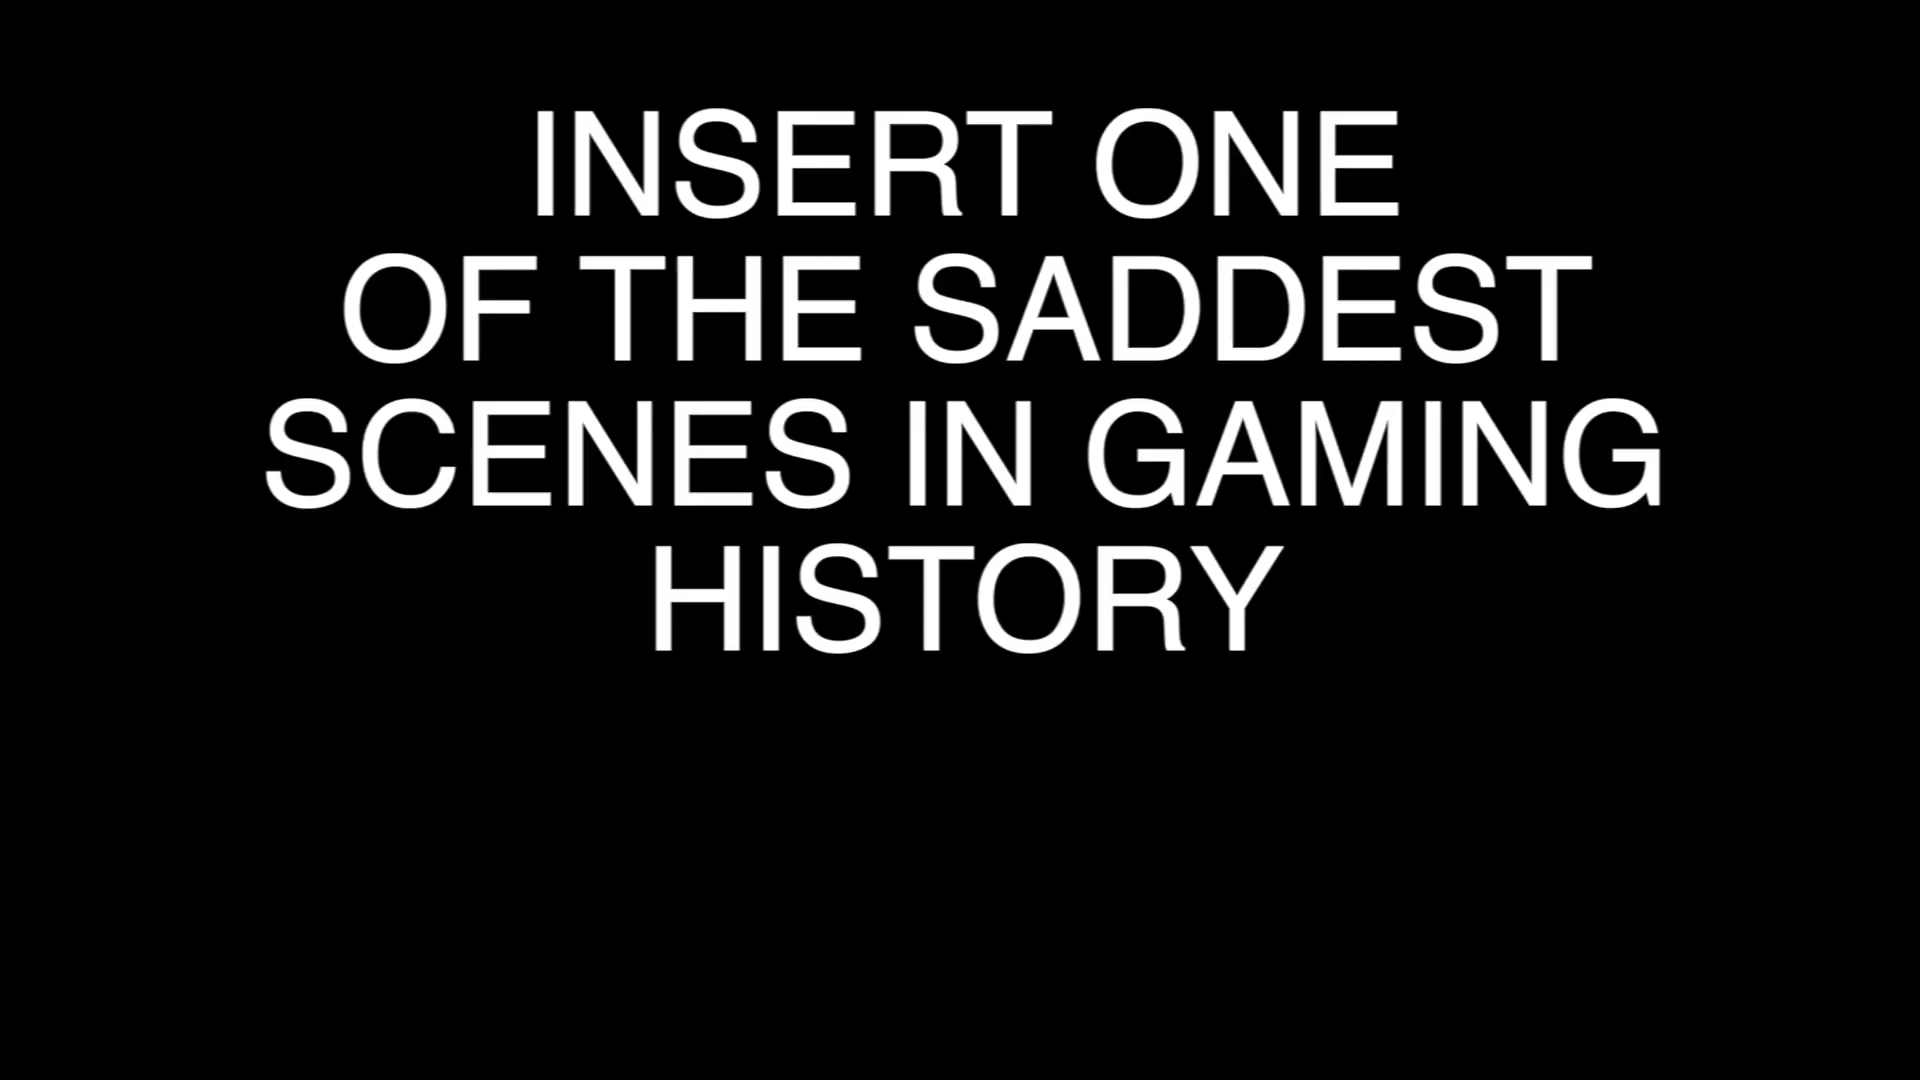 INSERT ONE
OF THE SADDEST
SCENES IN GAMING
HISTORY